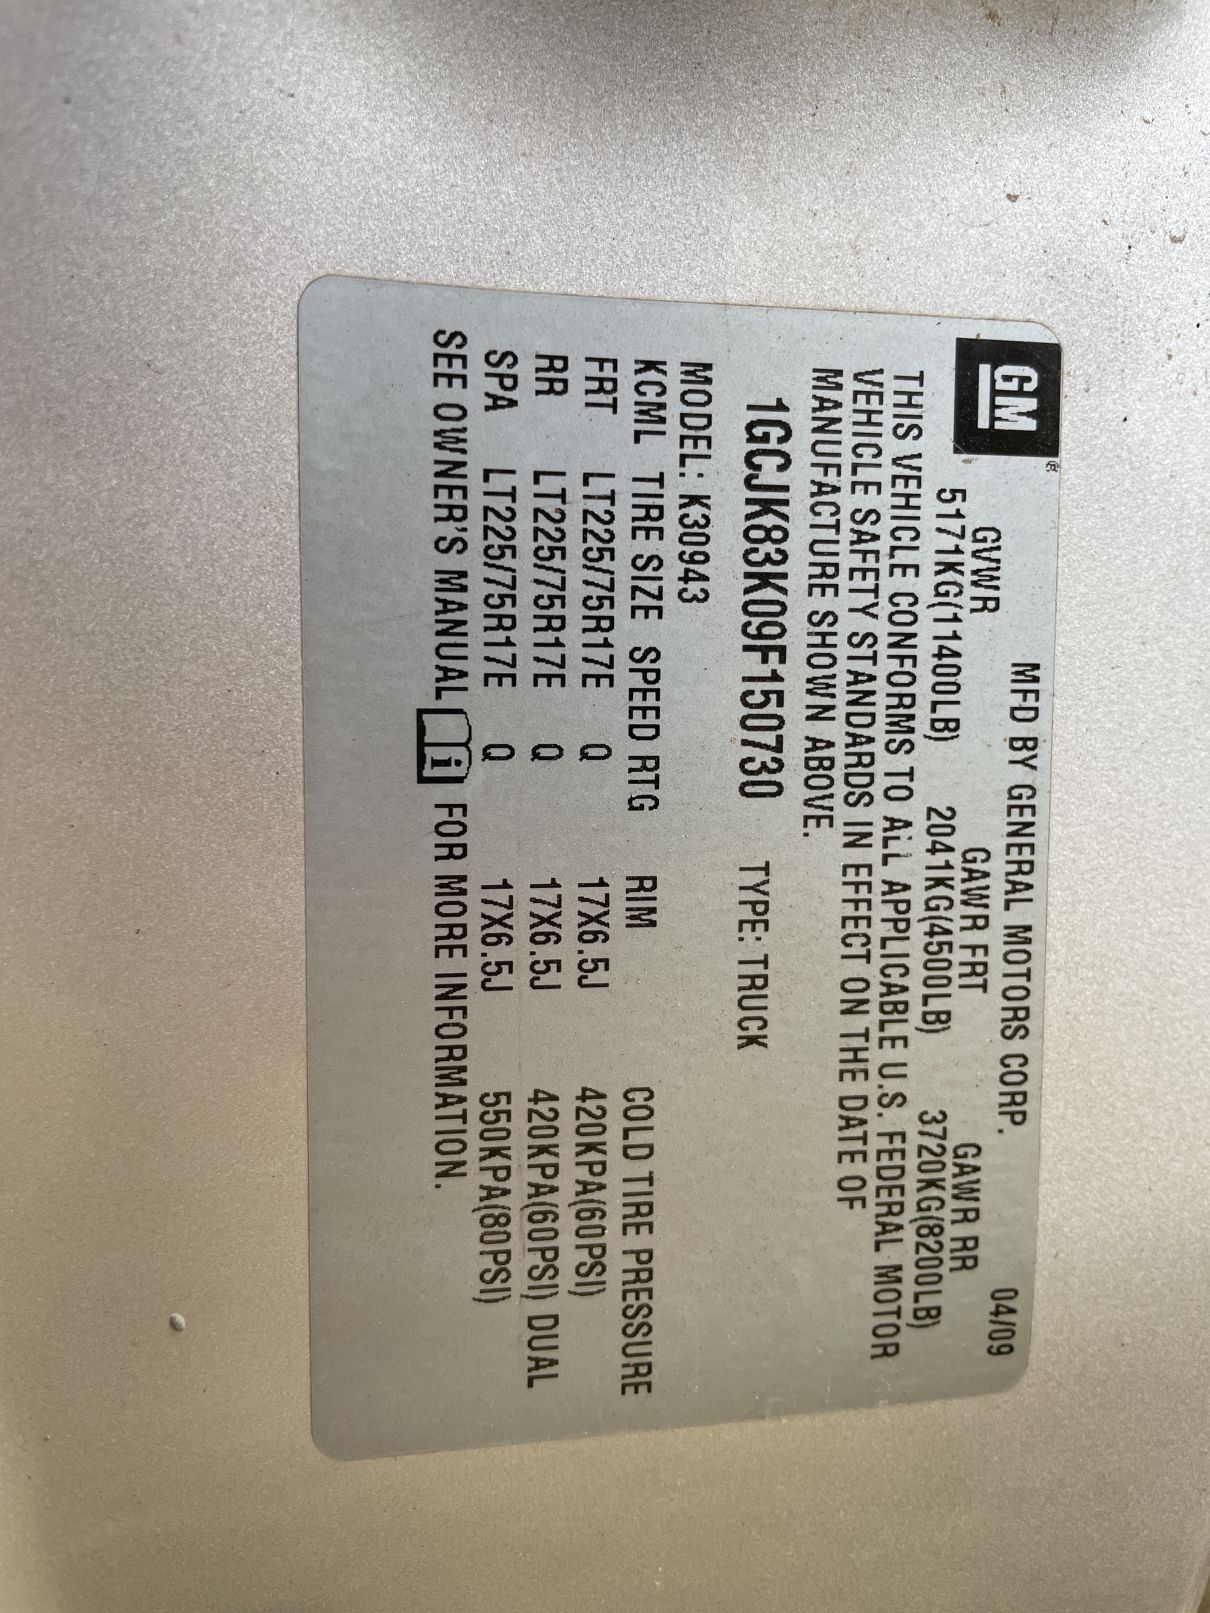 GM®
MFD BY GENERAL MOTORS CORP. 04/09
GVWR GAWR FRT GAWR RR
5171KG(11400LB) 2041KG(4500LB) 3720KG(8200LB)
THIS VEHICLE CONFORMS TO ALL APPLICABLE U.S. FEDERAL MOTOR
VEHICLE SAFETY STANDARDS IN EFFECT ON THE DATE OF
MANUFACTURE SHOWN ABOVE.
1GCJK83K09F150730 TYPE: TRUCK
MODEL: K30943
KCML TIRE SIZE SPEED RTG RIM COLD TIRE PRESSURE
FRT LT225/75R17E Q 17X6.5J 420KPA(60PSI)
RR LT225/75R17E Q 17X6.5J 420KPA(60PSI) DUAL
SPA LT225/75R17E Q 17X6.5J 550KPA(80PSI)
SEE OWNER'S MANUAL i FOR MORE INFORMATION.